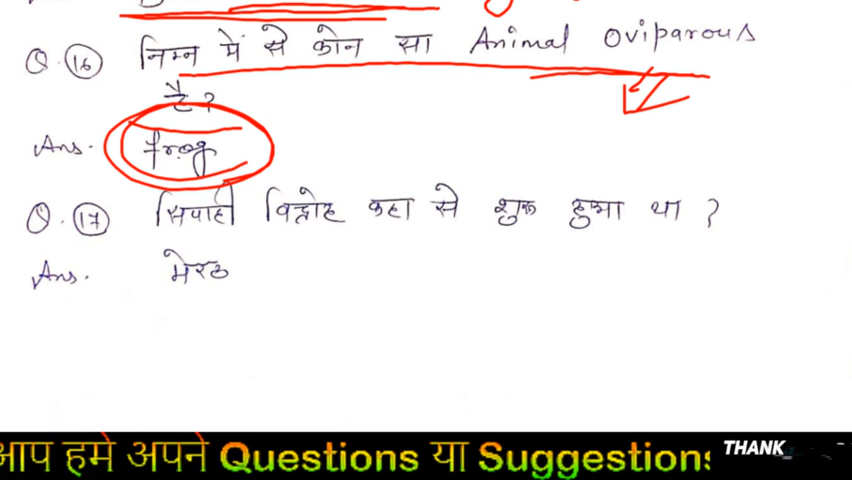 Q. 16 निम्न में से कोन सा Animal Oviparous
है?
Ans. frog
Q. 17 सिपाही विद्रोह कहा से शुरू हुआ था ?
Ans. मेरठ
आप हमे अपने Questions या Suggestions THANK